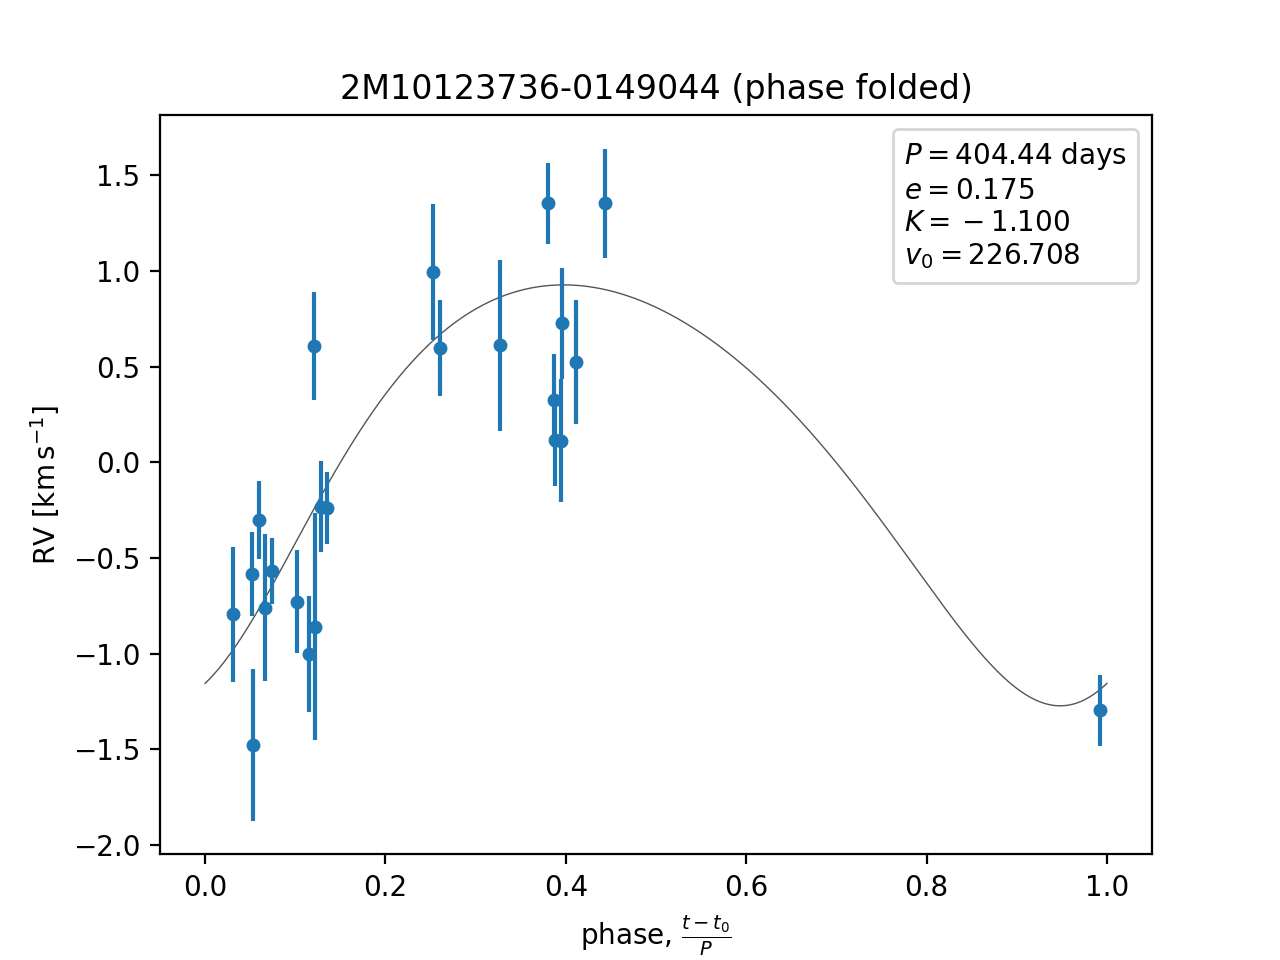 2M10123736-0149044 (phase folded)
P = 404.44 days
e = 0.175
K = −1.100
v₀ = 226.708
RV [km s⁻¹]
1.5
1.0
0.5
0.0
−0.5
−1.0
−1.5
−2.0
0.0 0.2 0.4 0.6 0.8 1.0
phase, (t − t₀)/P